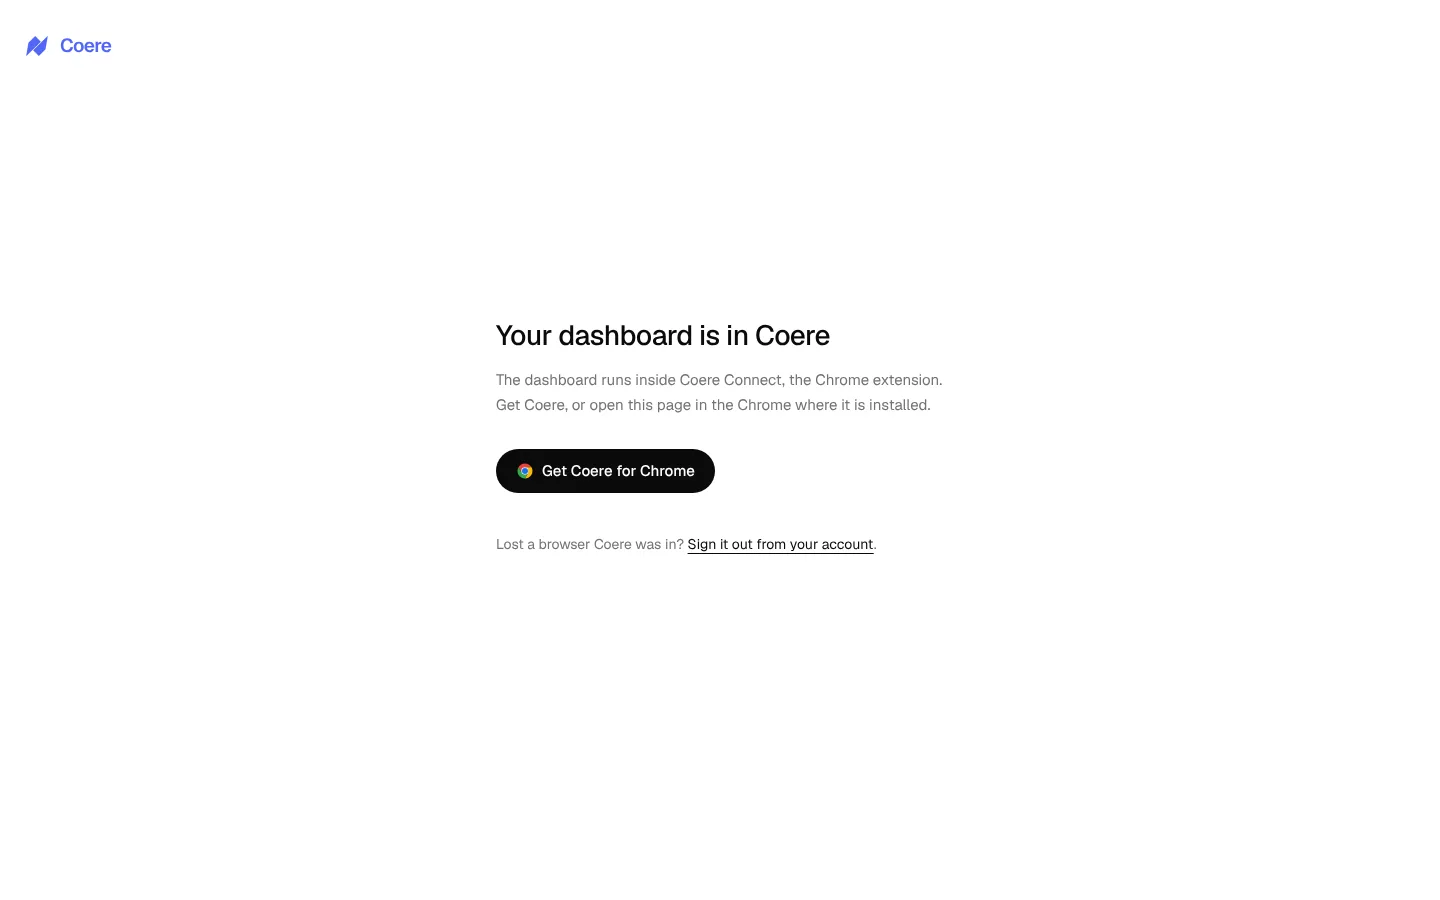 Coere
Your dashboard is in Coere
The dashboard runs inside Coere Connect, the Chrome extension.
Get Coere, or open this page in the Chrome where it is installed.
Get Coere for Chrome
Lost a browser Coere was in? Sign it out from your account.